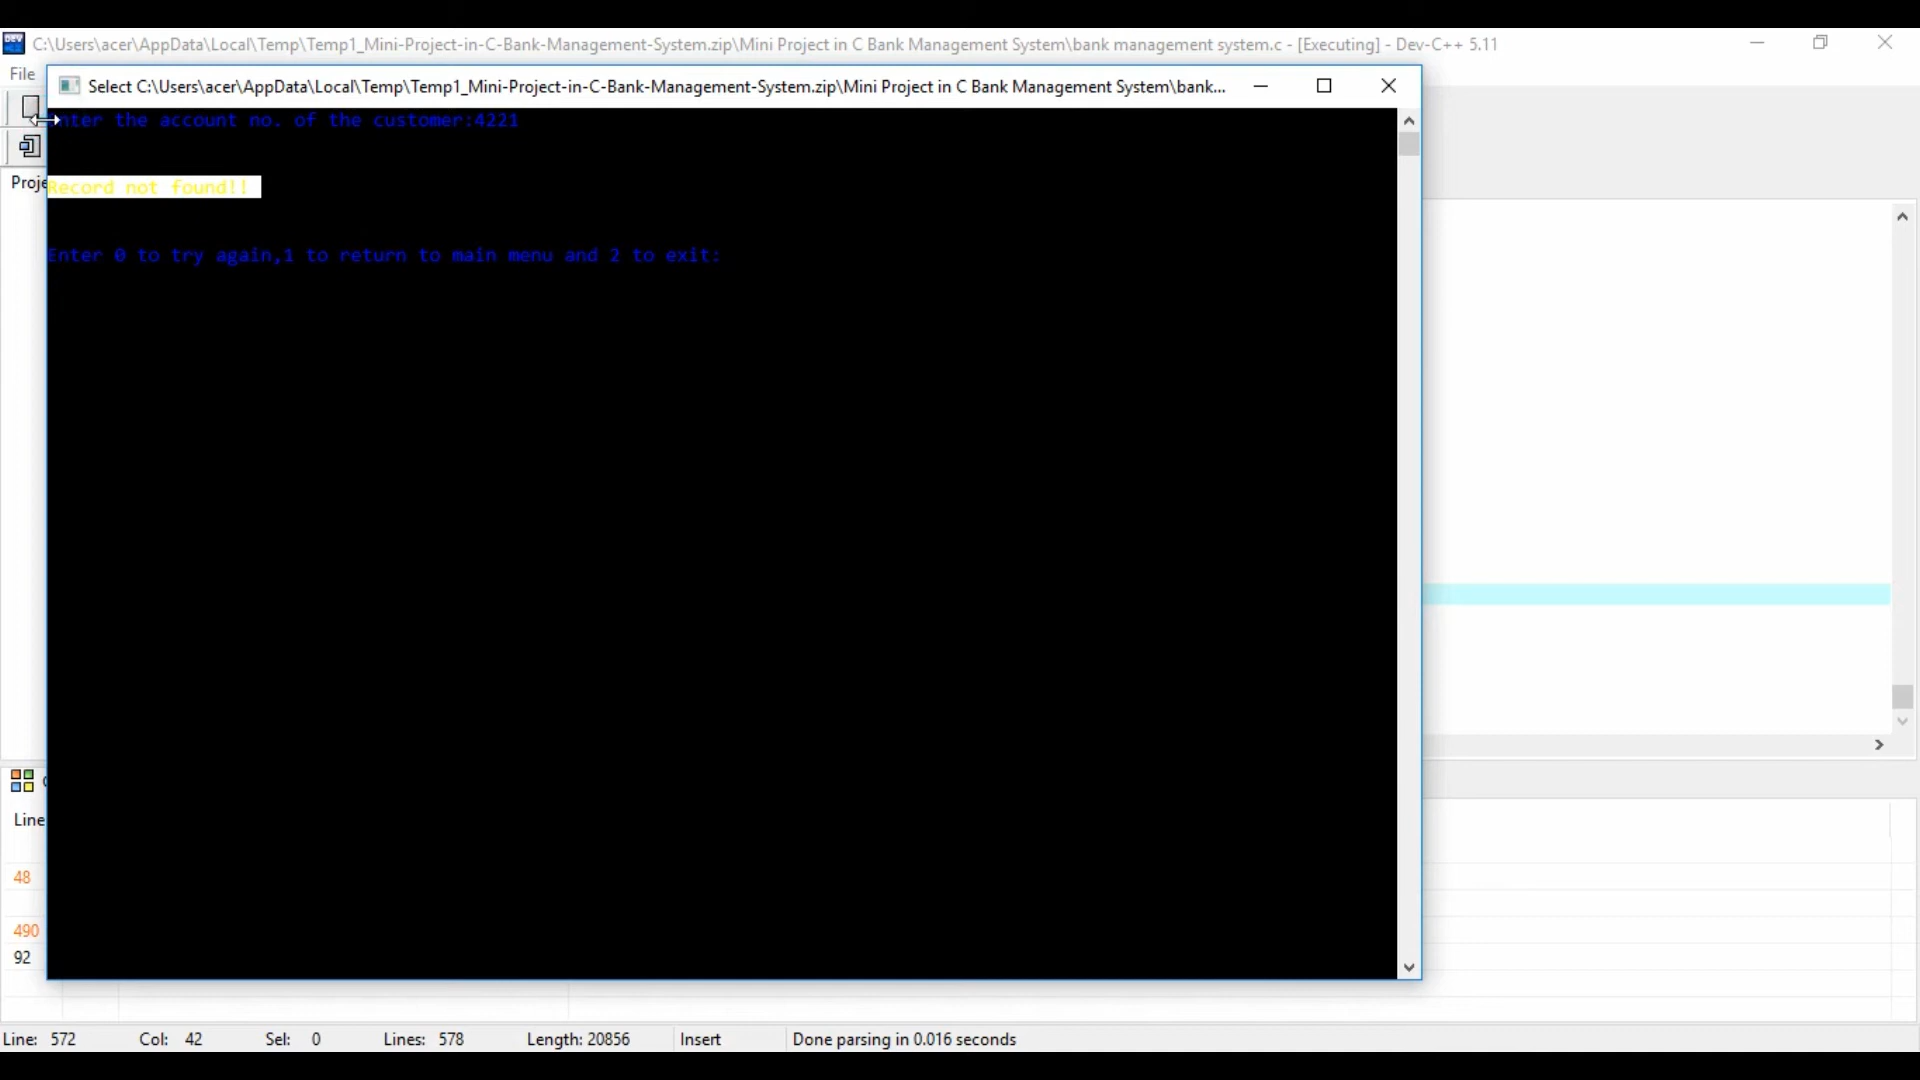 C:\Users\acer\AppData\Local\Temp\Temp1_Mini-Project-in-C-Bank-Management-System.zip\Mini Project in C Bank Management System\bank management system.c - [Executing] - Dev-C++ 5.11
File
Select C:\Users\acer\AppData\Local\Temp\Temp1_Mini-Project-in-C-Bank-Management-System.zip\Mini Project in C Bank Management System\bank...
Enter the account no. of the customer:4221
Proje
Record not found!!
Enter 0 to try again,1 to return to main menu and 2 to exit:
Line
48
490
92
Line: 572 Col: 42 Sel: 0 Lines: 578 Length: 20856 Insert Done parsing in 0.016 seconds